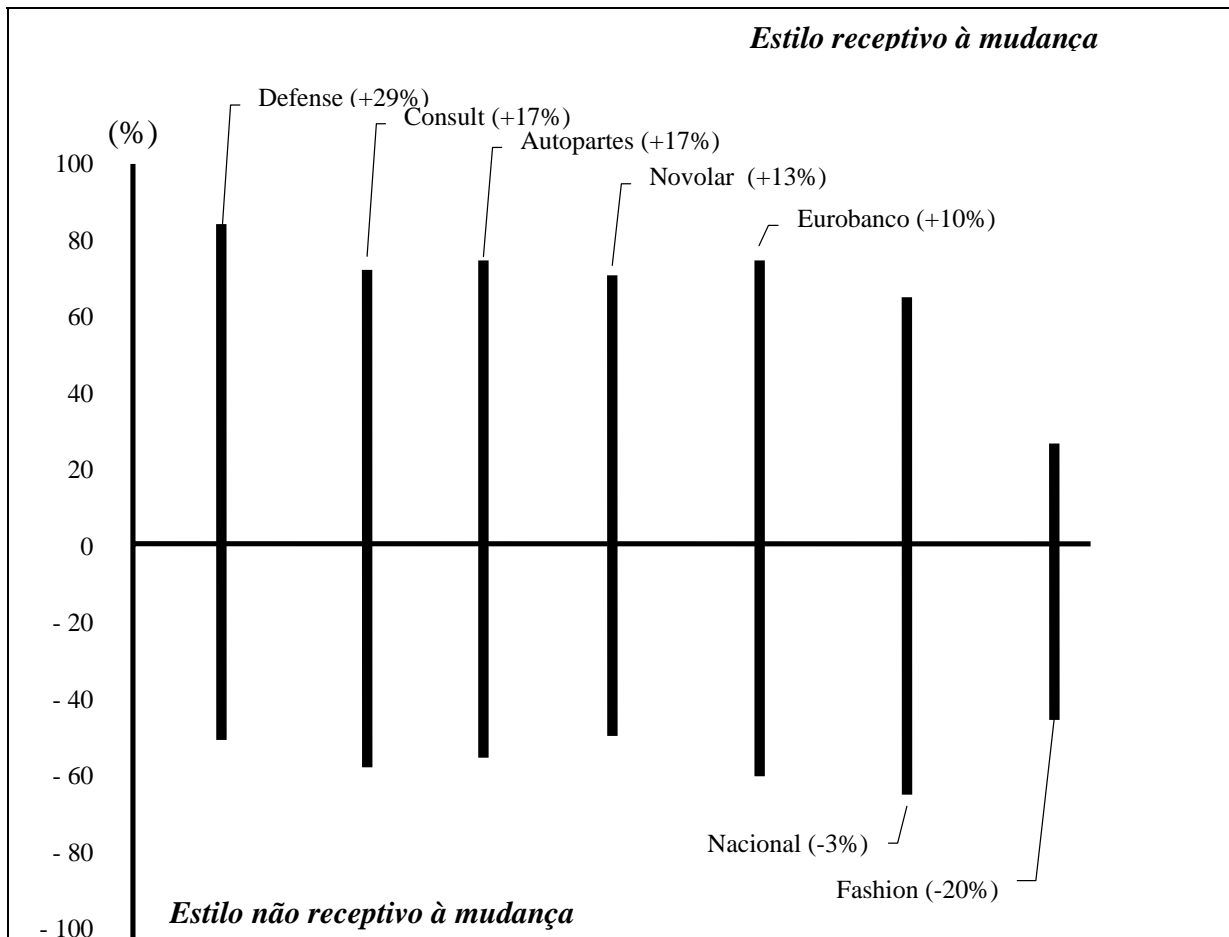 Estilo receptivo à mudança
Defense (+29%)
Consult (+17%)
Autopartes (+17%)
Novolar (+13%)
Eurobanco (+10%)
(%)
100
80
60
40
20
0
- 20
- 40
- 60
- 80
- 100
Nacional (-3%)
Fashion (-20%)
Estilo não receptivo à mudança